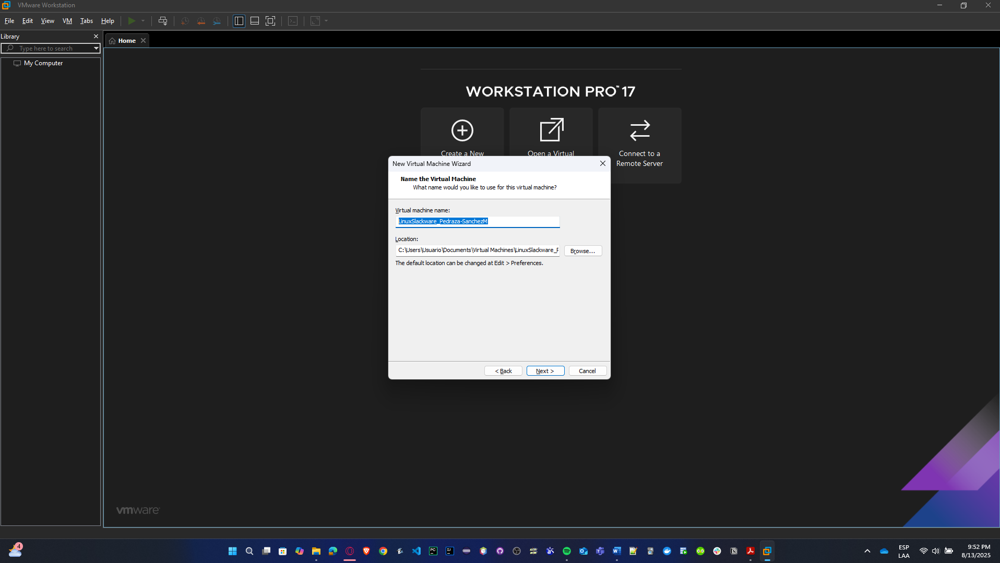 VMware Workstation
File Edit View VM Tabs Help
Library
Home
Type here to search
My Computer
WORKSTATION PRO™ 17
Create a New
Open a Virtual
Connect to a
Remote Server
New Virtual Machine Wizard
Name the Virtual Machine
What name would you like to use for this virtual machine?
Virtual machine name:
LinuxSlackware_Pedraza-SanchezM
Location:
C:\Users\Usuario\Documents\Virtual Machines\LinuxSlackware_P
Browse...
The default location can be changed at Edit > Preferences.
< Back
Next >
Cancel
vmware
4
PC
IJ
W
N
ESP
LAA
9:52 PM
8/13/2025